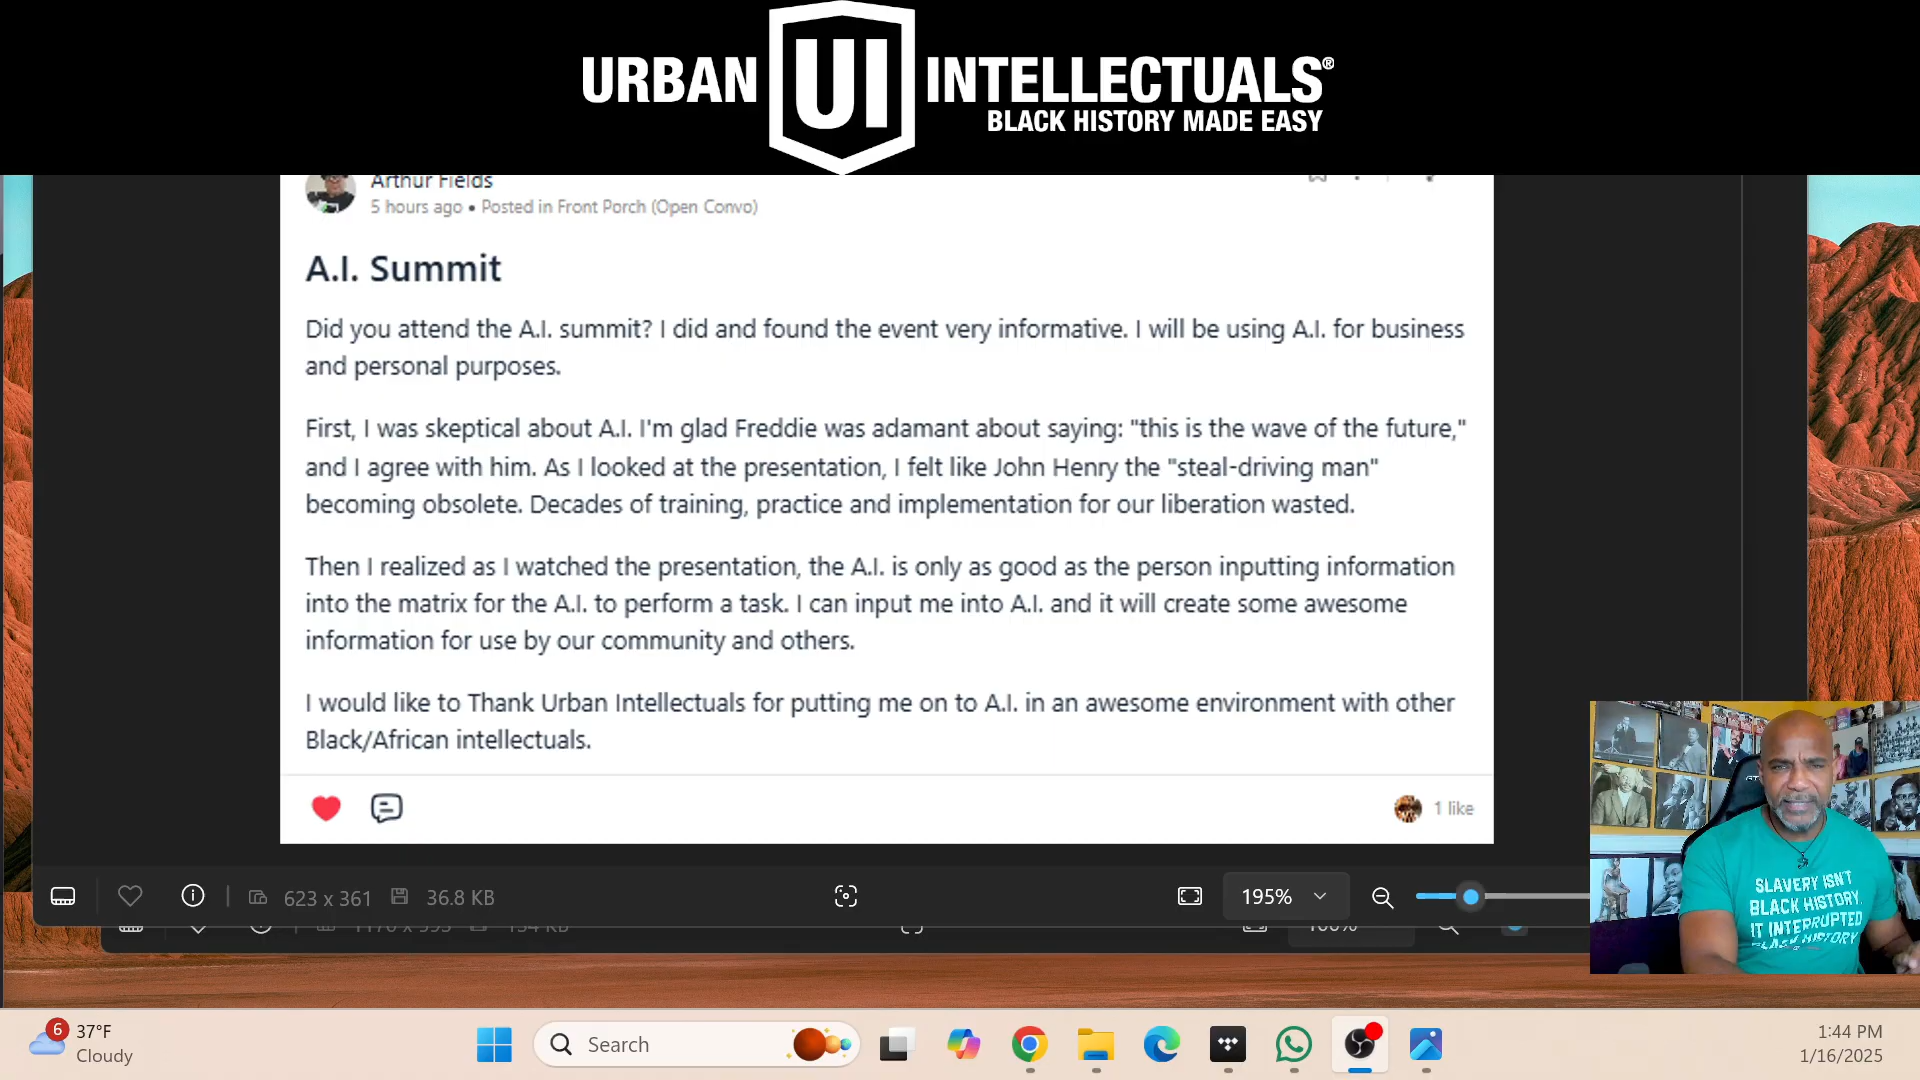 URBAN UI INTELLECTUALS®
BLACK HISTORY MADE EASY
Arthur Fields
5 hours ago • Posted in Front Porch (Open Convo)
A.I. Summit
Did you attend the A.I. summit? I did and found the event very informative. I will be using A.I. for business
and personal purposes.
First, I was skeptical about A.I. I'm glad Freddie was adamant about saying: "this is the wave of the future,"
and I agree with him. As I looked at the presentation, I felt like John Henry the "steal-driving man"
becoming obsolete. Decades of training, practice and implementation for our liberation wasted.
Then I realized as I watched the presentation, the A.I. is only as good as the person inputting information
into the matrix for the A.I. to perform a task. I can input me into A.I. and it will create some awesome
information for use by our community and others.
I would like to Thank Urban Intellectuals for putting me on to A.I. in an awesome environment with other
Black/African intellectuals.
1 like
SLAVERY ISN'T
BLACK HISTORY
IT INTERRUPTED
BLACK HISTORY
623 x 361 36.8 KB
195%
6
37°F
Cloudy
Search
1:44 PM
1/16/2025